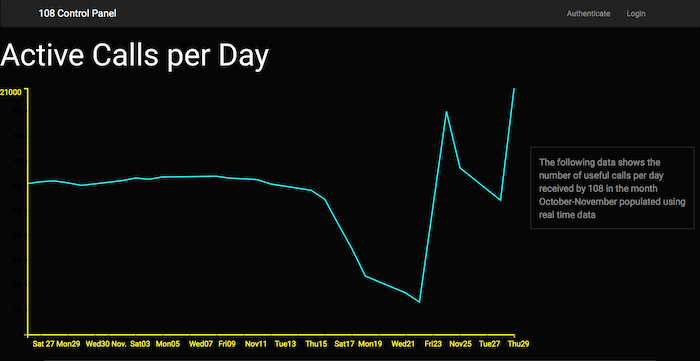 108 Control Panel Authenticate Login
Active Calls per Day
21000
The following data shows the
number of useful calls per day
received by 108 in the month
October-November populated using
real time data
Sat 27 Mon29 Wed30 Nov. Sat03 Mon05 Wed07 Fri09 Nov11 Tue13 Thu15 Sat17 Mon19 Wed21 Fri23 Nov25 Tue27 Thu29